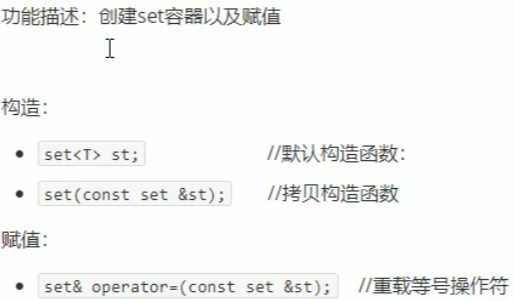 功能描述：创建set容器以及赋值
构造：
set<T> st; //默认构造函数：
set(const set &st); //拷贝构造函数
赋值：
set& operator=(const set &st); //重载等号操作符